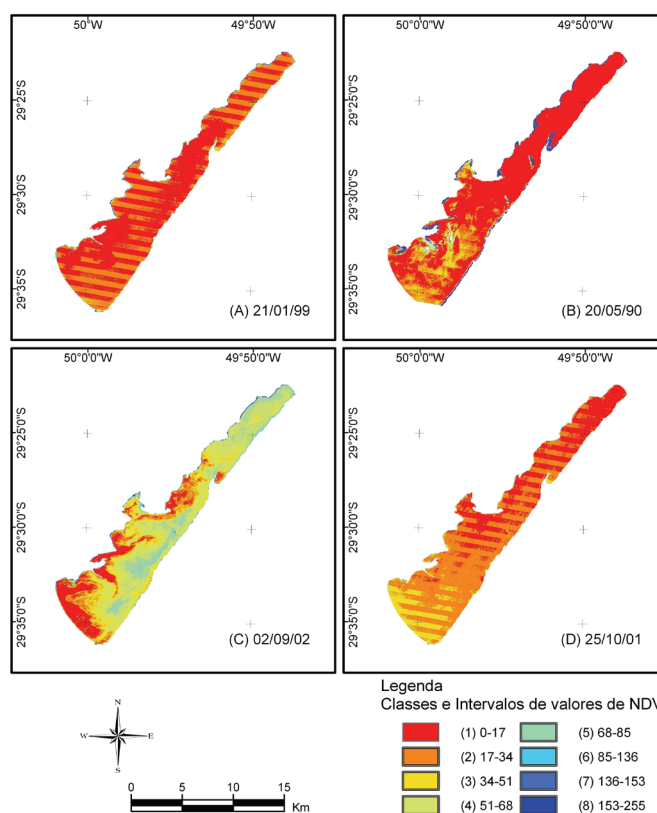 50°W 49°50'W
29°25'S
29°30'S
29°35'S
(A) 21/01/99
50°0'0"W 49°50'0"W
29°25'0"S
29°30'0"S
29°35'0"S
(B) 20/05/90
50°0'0"W 49°50'0"W
29°25'0"S
29°30'0"S
29°35'0"S
(C) 02/09/02
50°0'0"W 49°50'0"W
29°25'0"S
29°30'0"S
29°35'0"S
(D) 25/10/01
N
W E
S
0 5 10 15
Km
Legenda
Classes e Intervalos de valores de NDV
(1) 0-17 (5) 68-85
(2) 17-34 (6) 85-136
(3) 34-51 (7) 136-153
(4) 51-68 (8) 153-255